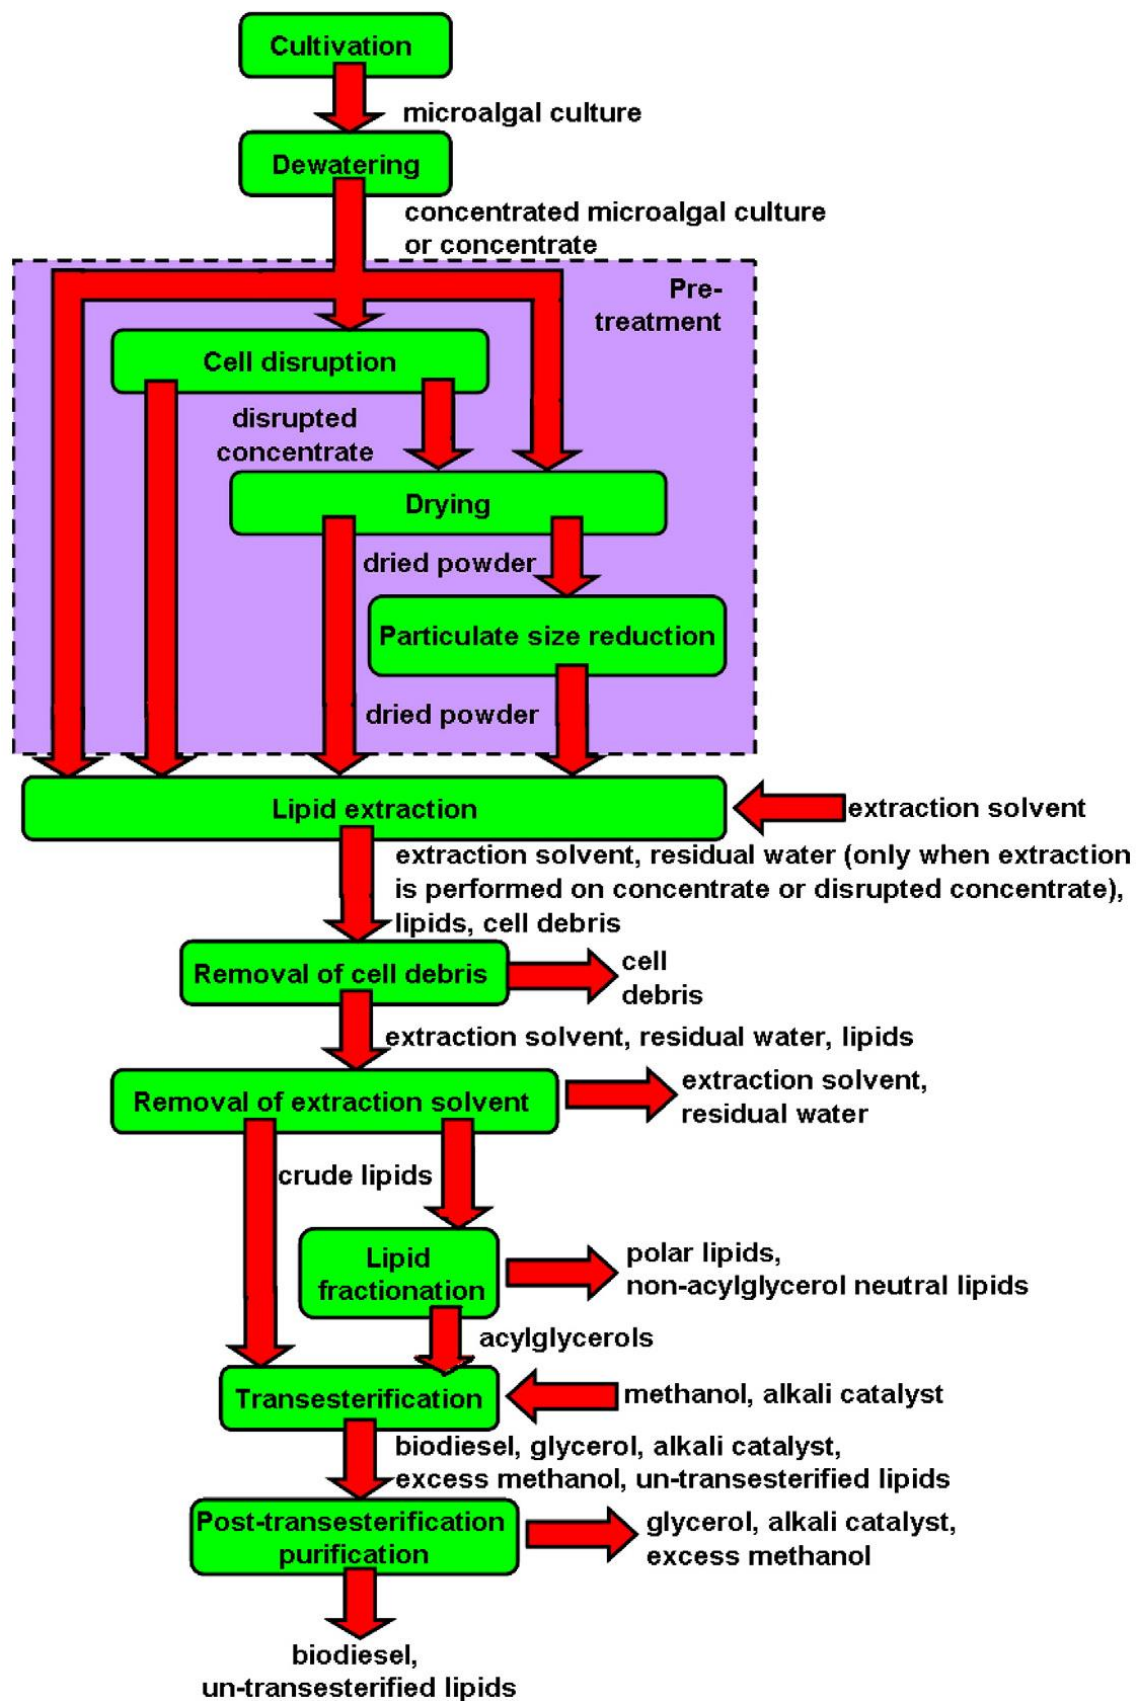 Cultivation
microalgal culture
Dewatering
concentrated microalgal culture
or concentrate
Pre-
treatment
Cell disruption
disrupted
concentrate
Drying
dried powder
Particulate size reduction
dried powder
Lipid extraction
extraction solvent
extraction solvent, residual water (only when extraction
is performed on concentrate or disrupted concentrate),
lipids, cell debris
Removal of cell debris
cell
debris
extraction solvent, residual water, lipids
Removal of extraction solvent
extraction solvent,
residual water
crude lipids
Lipid
fractionation
polar lipids,
non-acylglycerol neutral lipids
acylglycerols
Transesterification
methanol, alkali catalyst
biodiesel, glycerol, alkali catalyst,
excess methanol, un-transesterified lipids
Post-transesterification
purification
glycerol, alkali catalyst,
excess methanol
biodiesel,
un-transesterified lipids